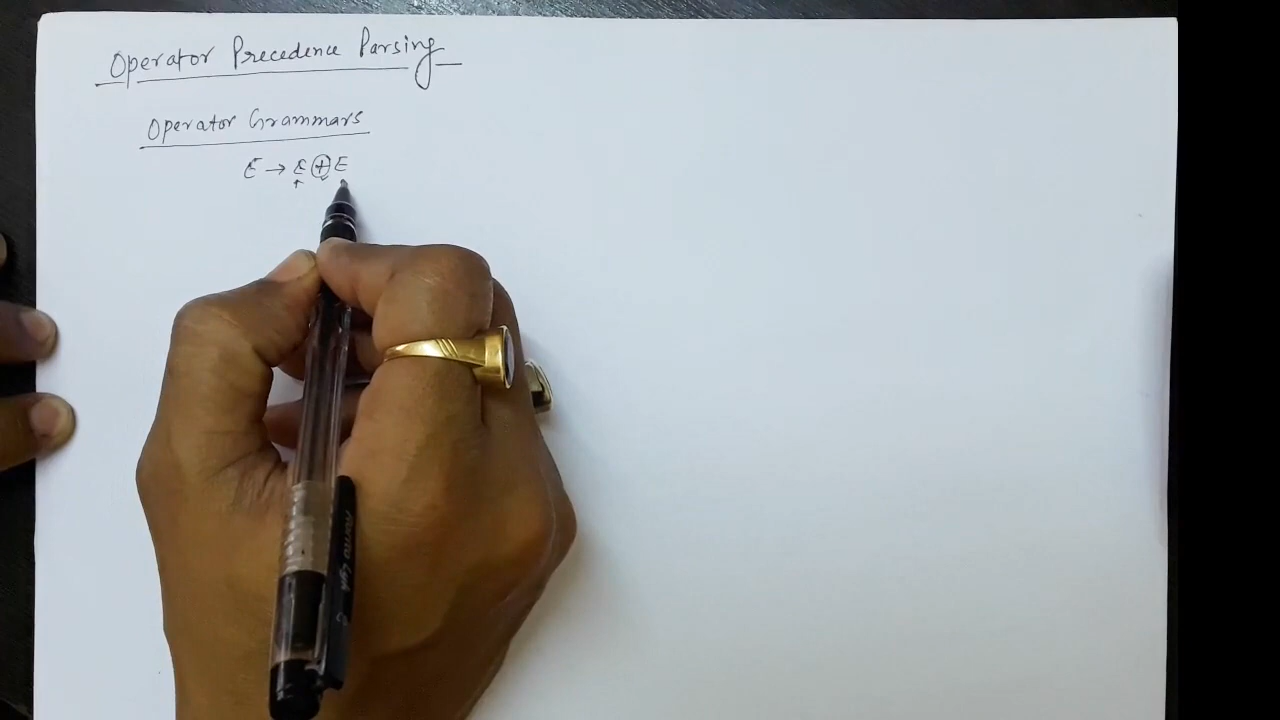 Operator Precedence Parsing
Operator Grammars
E → E + E